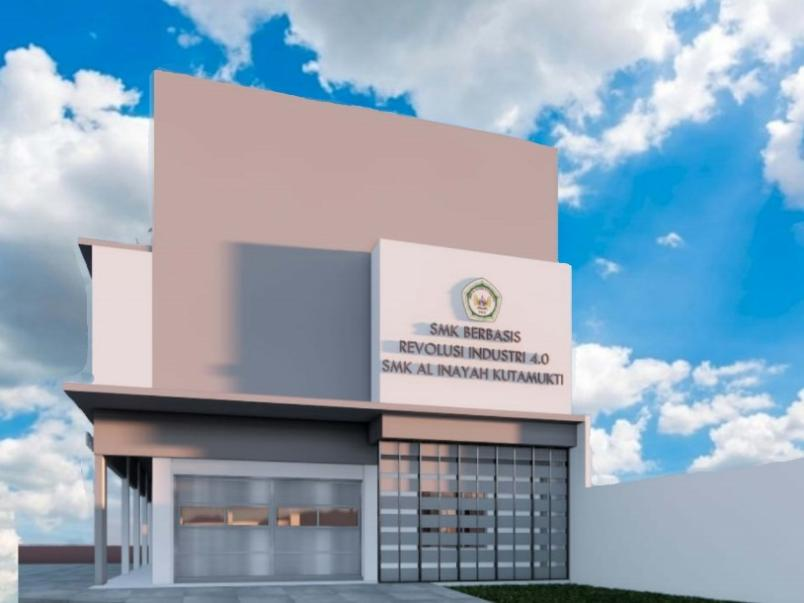 SMK BERBASIS
REVOLUSI INDUSTRI 4.0
SMK AL INAYAH KUTAMUKTI